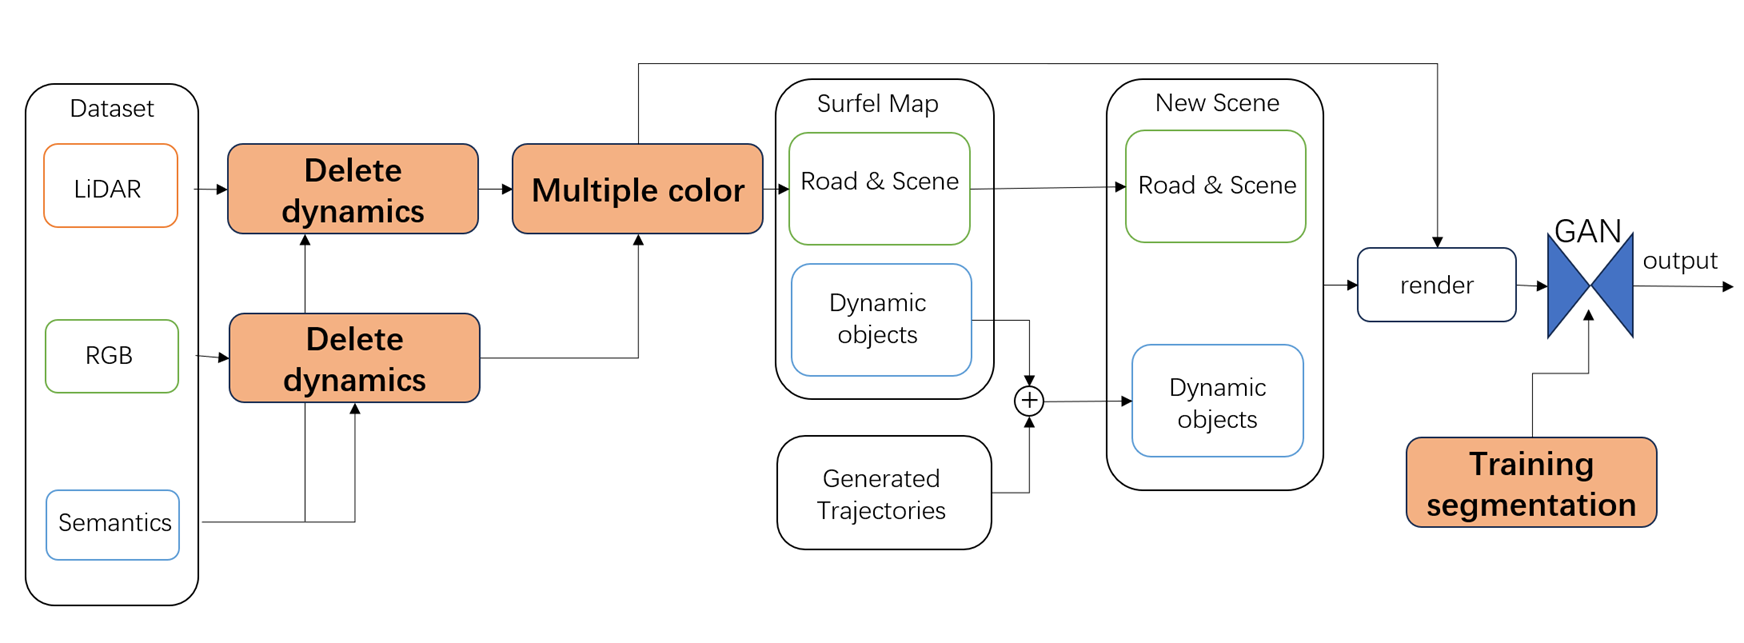 Dataset
LiDAR
RGB
Semantics
Delete
dynamics
Delete
dynamics
Multiple color
Surfel Map
Road & Scene
Dynamic
objects
Generated
Trajectories
New Scene
Road & Scene
Dynamic
objects
render
GAN
output
Training
segmentation